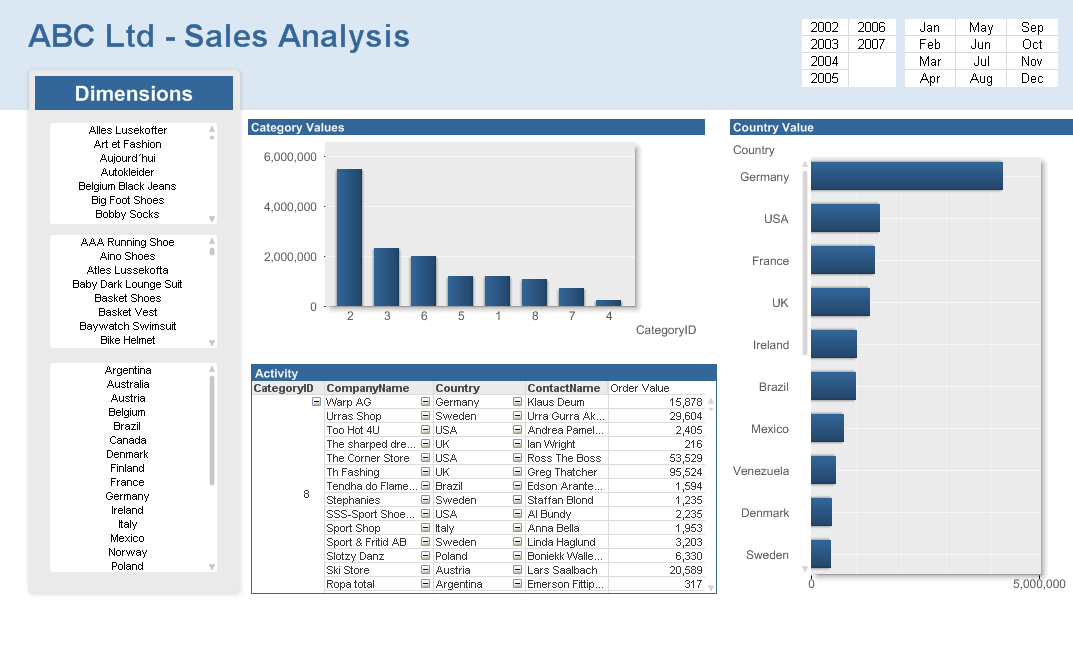 ABC Ltd - Sales Analysis
2002 2006 Jan May Sep
2003 2007 Feb Jun Oct
2004 Mar Jul Nov
2005 Apr Aug Dec
Dimensions
Alles Lusekofter
Art et Fashion
Aujourd´hui
Autokleider
Belgium Black Jeans
Big Foot Shoes
Bobby Socks
AAA Running Shoe
Aino Shoes
Atles Lussekofta
Baby Dark Lounge Suit
Basket Shoes
Basket Vest
Baywatch Swimsuit
Bike Helmet
Argentina
Australia
Austria
Belgium
Brazil
Canada
Denmark
Finland
France
Germany
Ireland
Italy
Mexico
Norway
Poland
Category Values
6,000,000
4,000,000
2,000,000
0
2 3 6 5 1 8 7 4
CategoryID
Activity
CategoryID CompanyName Country ContactName Order Value
Warp AG Germany Klaus Deum 15,878
Urras Shop Sweden Urra Gurra Ak... 29,604
Too Hot 4U USA Andrea Pamel... 2,405
The sharped dre... UK Ian Wright 216
The Corner Store USA Ross The Boss 53,529
Th Fashing UK Greg Thatcher 95,524
Tendha do Flame... Brazil Edson Arante... 1,594
8 Stephanies Sweden Staffan Blond 1,235
SSS-Sport Shoe... USA Al Bundy 2,235
Sport Shop Italy Anna Bella 1,953
Sport & Fritid AB Sweden Linda Haglund 3,203
Slotzy Danz Poland Boniekk Walle... 6,330
Ski Store Austria Lars Saalbach 20,589
Ropa total Argentina Emerson Fittip... 317
Country Value
Country
Germany
USA
France
UK
Ireland
Brazil
Mexico
Venezuela
Denmark
Sweden
0 5,000,000